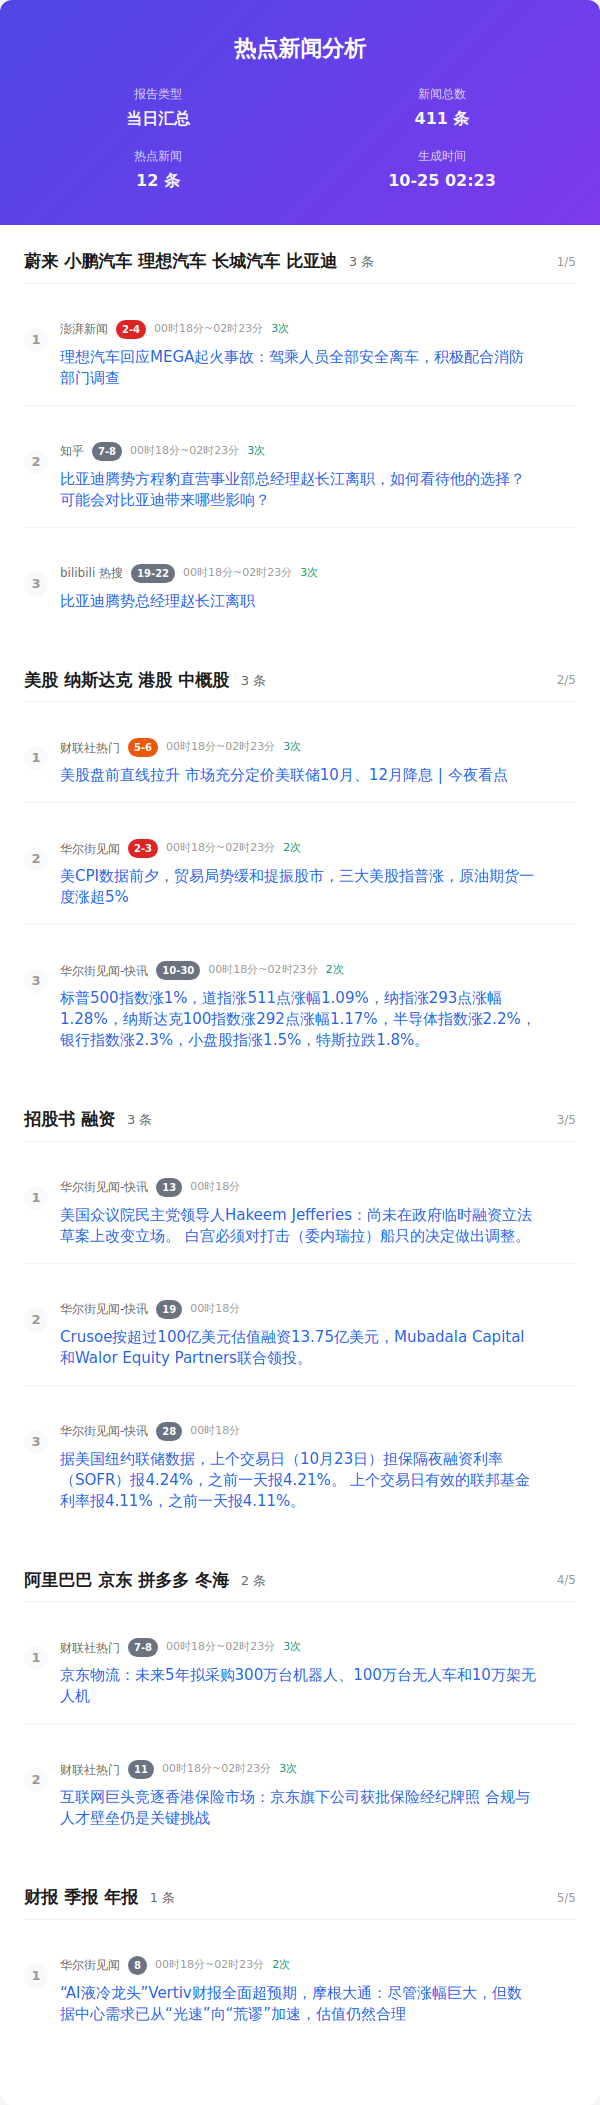 热点新闻分析
报告类型
新闻总数
当日汇总
411 条
热点新闻
生成时间
12 条
10-25 02:23
蔚来 小鹏汽车 理想汽车 长城汽车 比亚迪 3 条 1/5
1
澎湃新闻 2-4 00时18分~02时23分 3次
理想汽车回应MEGA起火事故：驾乘人员全部安全离车，积极配合消防
部门调查
2
知乎 7-8 00时18分~02时23分 3次
比亚迪腾势方程豹直营事业部总经理赵长江离职，如何看待他的选择？
可能会对比亚迪带来哪些影响？
3
bilibili 热搜 19-22 00时18分~02时23分 3次
比亚迪腾势总经理赵长江离职
美股 纳斯达克 港股 中概股 3 条 2/5
1
财联社热门 5-6 00时18分~02时23分 3次
美股盘前直线拉升 市场充分定价美联储10月、12月降息 | 今夜看点
2
华尔街见闻 2-3 00时18分~02时23分 2次
美CPI数据前夕，贸易局势缓和提振股市，三大美股指普涨，原油期货一
度涨超5%
3
华尔街见闻-快讯 10-30 00时18分~02时23分 2次
标普500指数涨1%，道指涨511点涨幅1.09%，纳指涨293点涨幅
1.28%，纳斯达克100指数涨292点涨幅1.17%，半导体指数涨2.2%，
银行指数涨2.3%，小盘股指涨1.5%，特斯拉跌1.8%。
招股书 融资 3 条 3/5
1
华尔街见闻-快讯 13 00时18分
美国众议院民主党领导人Hakeem Jefferies：尚未在政府临时融资立法
草案上改变立场。 白宫必须对打击（委内瑞拉）船只的决定做出调整。
2
华尔街见闻-快讯 19 00时18分
Crusoe按超过100亿美元估值融资13.75亿美元，Mubadala Capital
和Walor Equity Partners联合领投。
3
华尔街见闻-快讯 28 00时18分
据美国纽约联储数据，上个交易日（10月23日）担保隔夜融资利率
（SOFR）报4.24%，之前一天报4.21%。 上个交易日有效的联邦基金
利率报4.11%，之前一天报4.11%。
阿里巴巴 京东 拼多多 冬海 2 条 4/5
1
财联社热门 7-8 00时18分~02时23分 3次
京东物流：未来5年拟采购300万台机器人、100万台无人车和10万架无
人机
2
财联社热门 11 00时18分~02时23分 3次
互联网巨头竞逐香港保险市场：京东旗下公司获批保险经纪牌照 合规与
人才壁垒仍是关键挑战
财报 季报 年报 1 条 5/5
1
华尔街见闻 8 00时18分~02时23分 2次
“AI液冷龙头”Vertiv财报全面超预期，摩根大通：尽管涨幅巨大，但数
据中心需求已从“光速”向“荒谬”加速，估值仍然合理